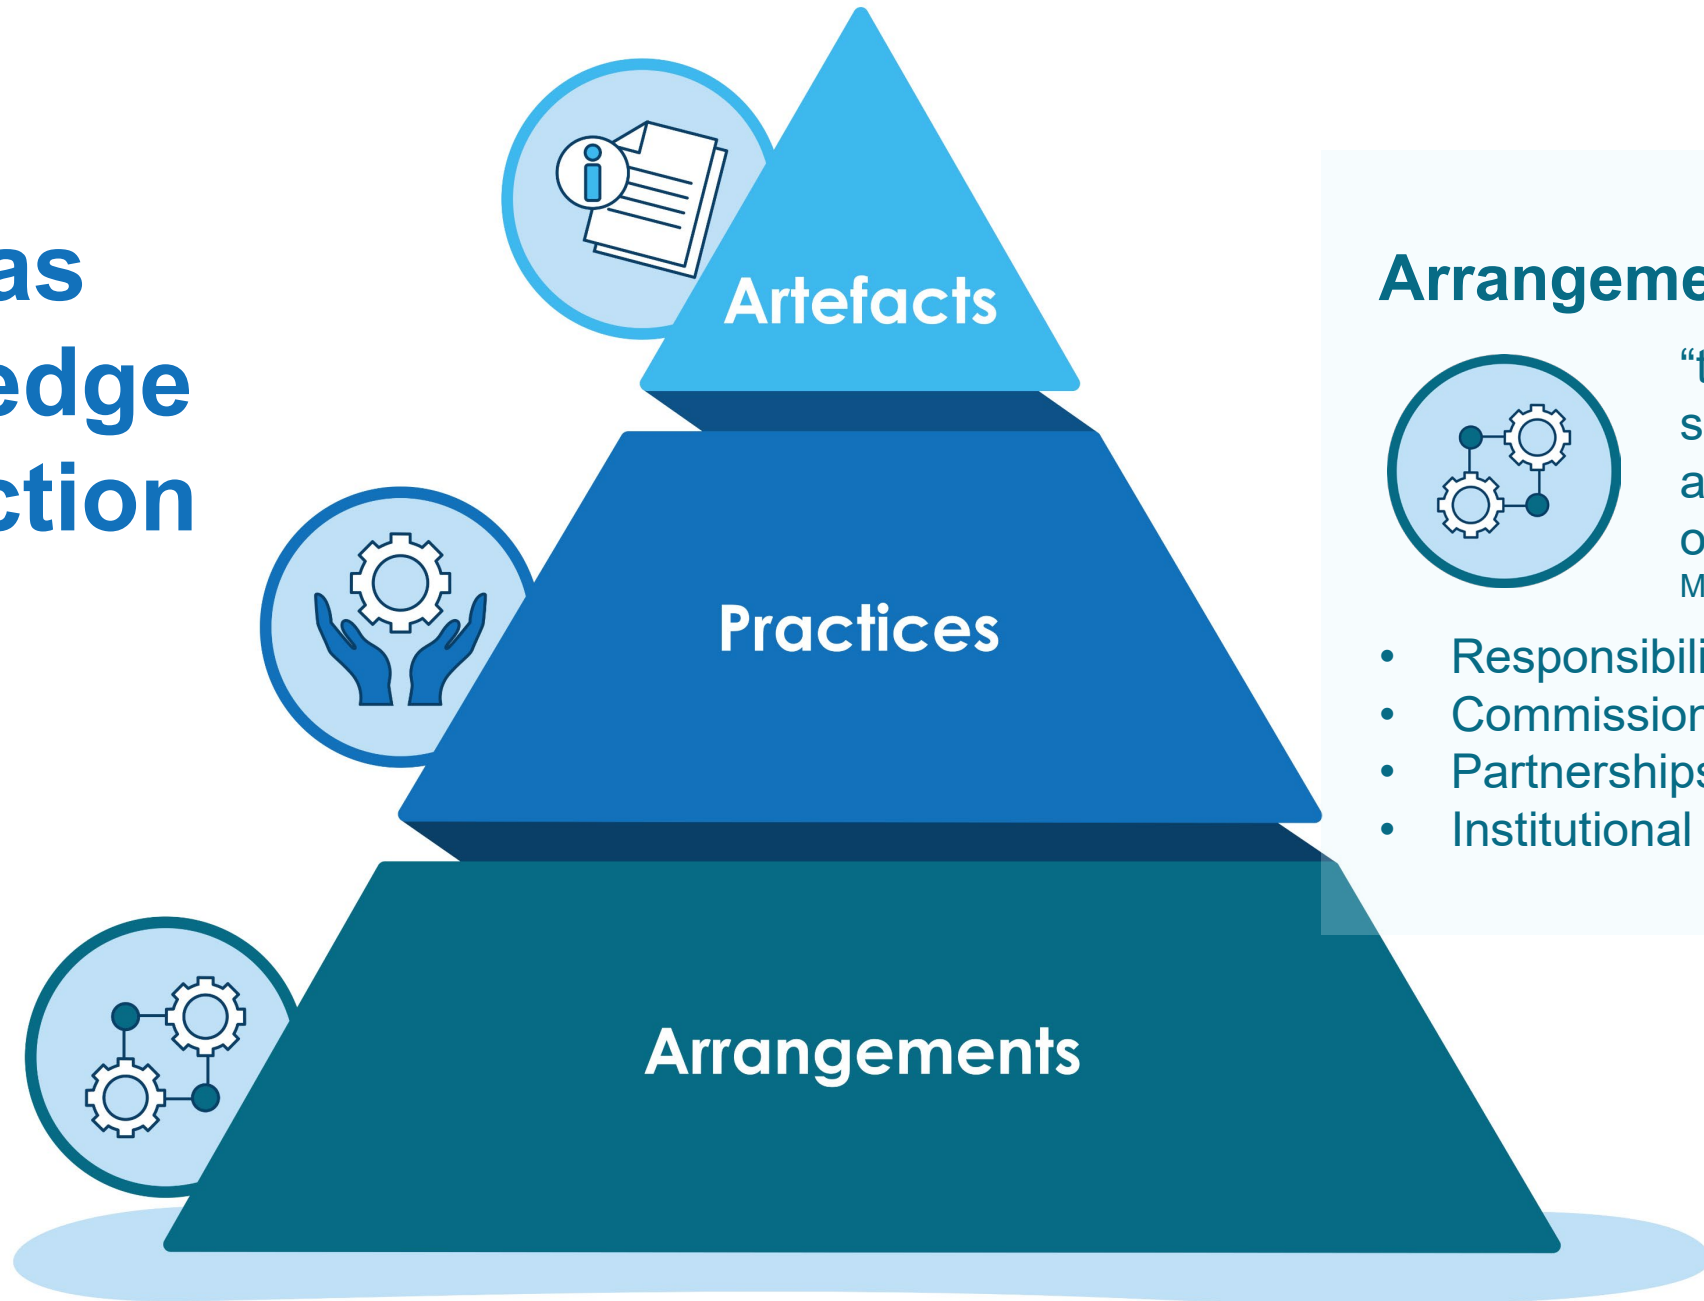 as
edge
ction
Artefacts
Practices
Arrangements
Arrangeme
“t
s
a
o
M
• Responsibili
• Commission
• Partnerships
• Institutional